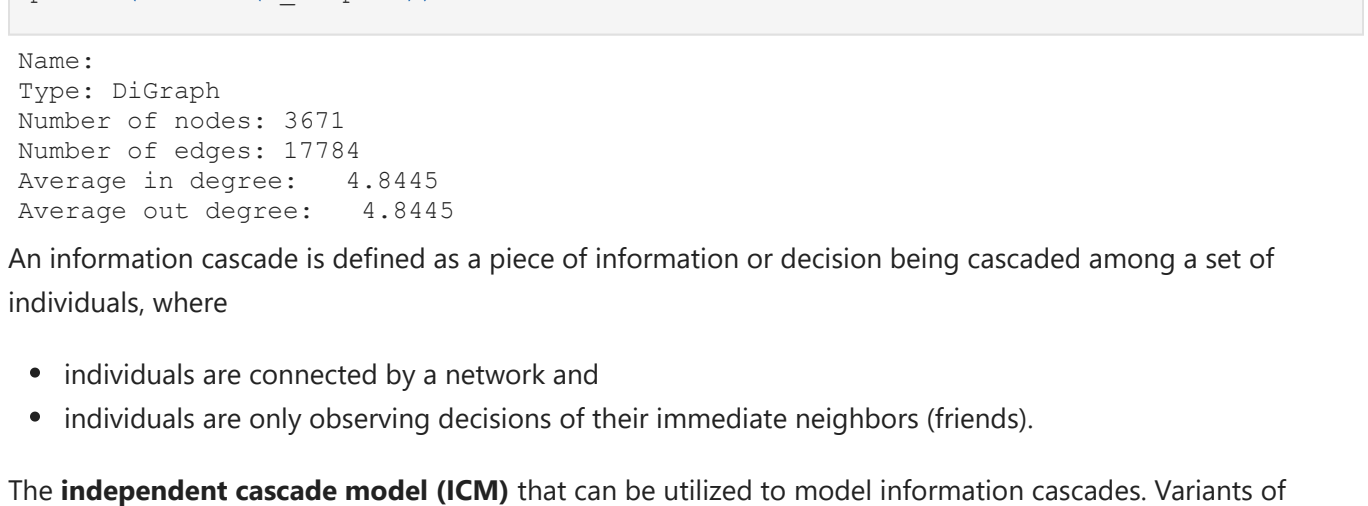 Name:
Type: DiGraph
Number of nodes: 3671
Number of edges: 17784
Average in degree:   4.8445
Average out degree:   4.8445
An information cascade is defined as a piece of information or decision being cascaded among a set of
individuals, where
• individuals are connected by a network and
• individuals are only observing decisions of their immediate neighbors (friends).
The independent cascade model (ICM) that can be utilized to model information cascades. Variants of